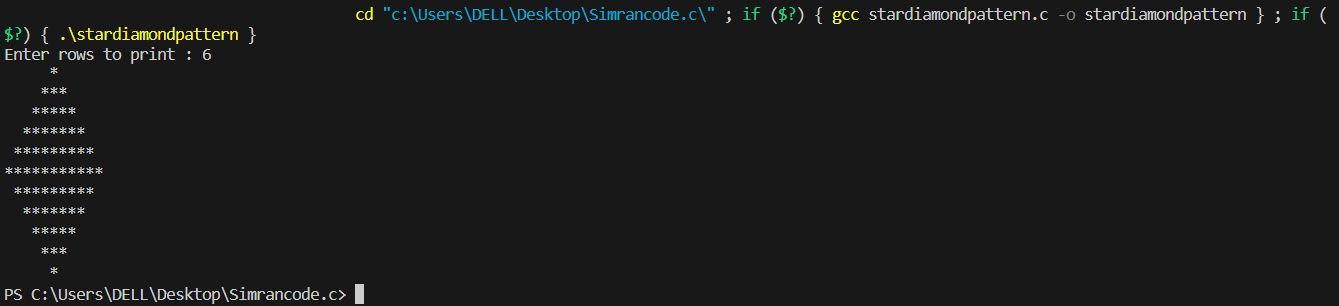 cd "c:\Users\DELL\Desktop\Simrancode.c\" ; if ($?) { gcc stardiamondpattern.c -o stardiamondpattern } ; if (
$?) { .\stardiamondpattern }
Enter rows to print : 6
     *
    ***
   *****
  *******
 *********
***********
 *********
  *******
   *****
    ***
     *
PS C:\Users\DELL\Desktop\Simrancode.c>